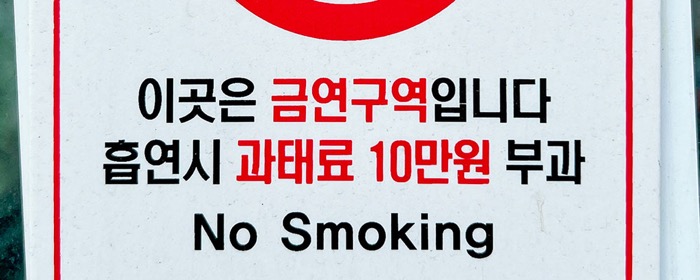 이곳은 금연구역입니다
흡연시 과태료 10만원 부과
No Smoking